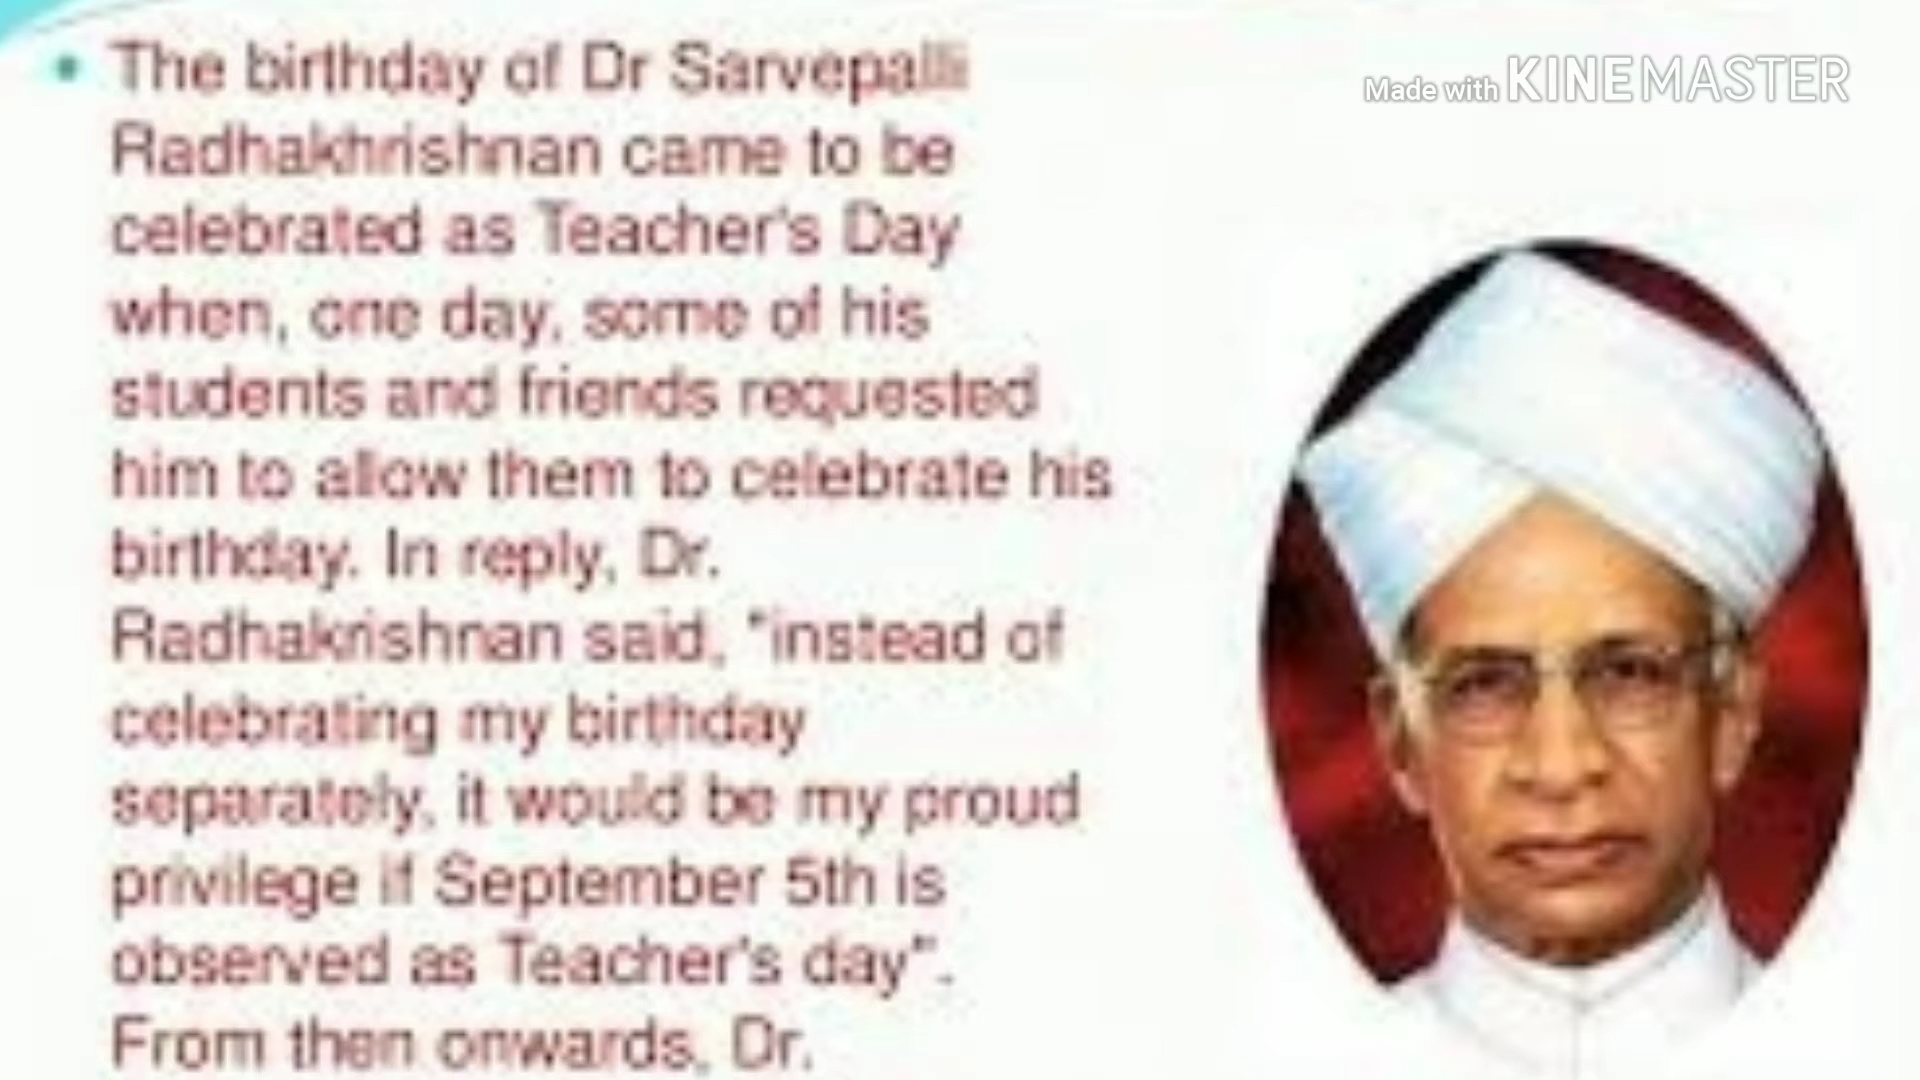 The birthday of Dr Sarvepalli
Radhakhrishnan came to be
celebrated as Teacher's Day
when, one day, some of his
students and friends requested
him to allow them to celebrate his
birthday. In reply, Dr.
Radhakrishnan said, "instead of
celebrating my birthday
separately, it would be my proud
privilege if September 5th is
observed as Teacher's day".
From then onwards, Dr.
Made with KINEMASTER